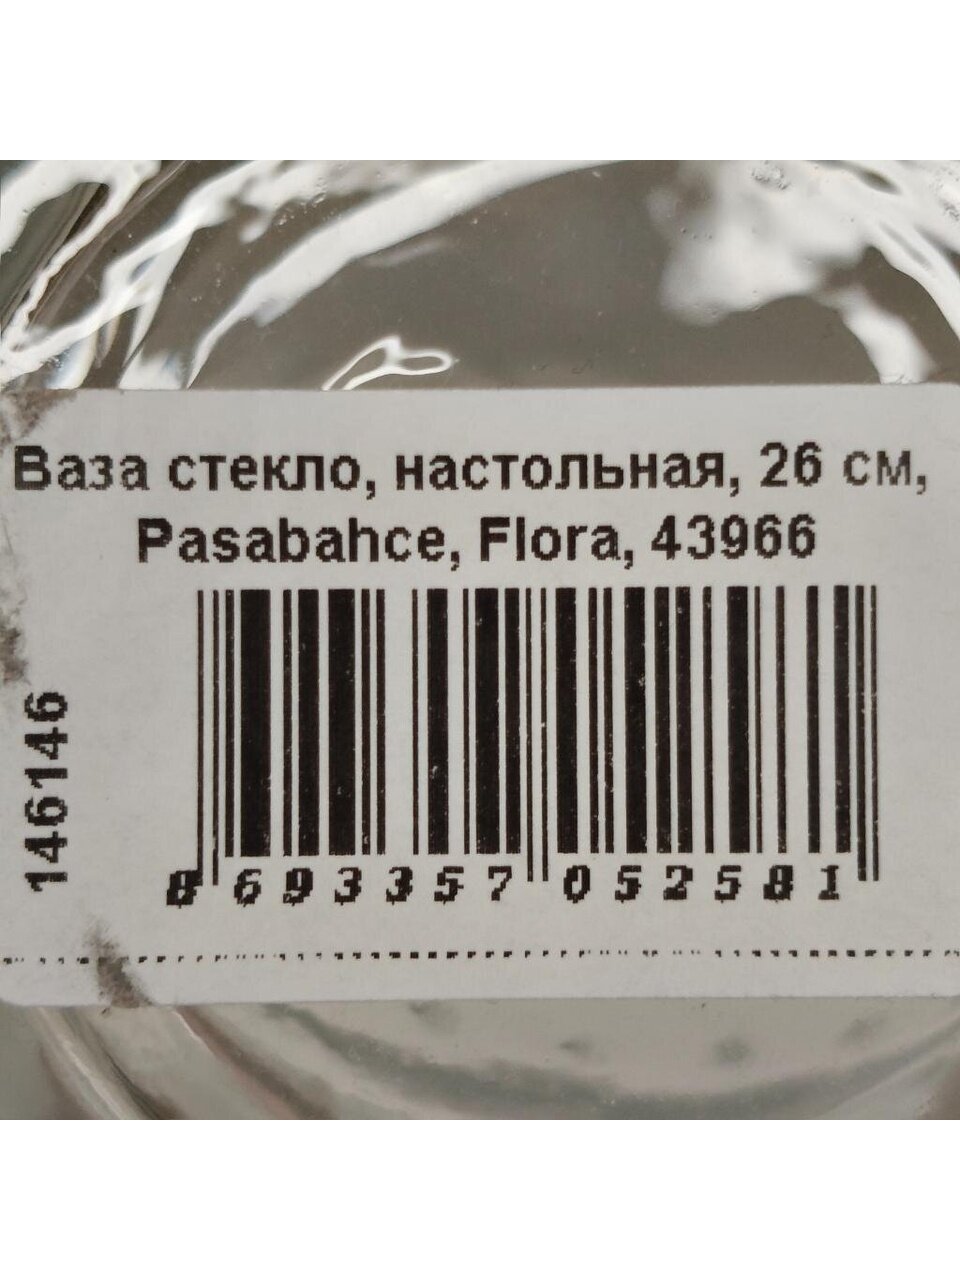 Ваза стекло, настольная, 26 см,
Pasabahce, Flora, 43966
146146
8 693357 052581